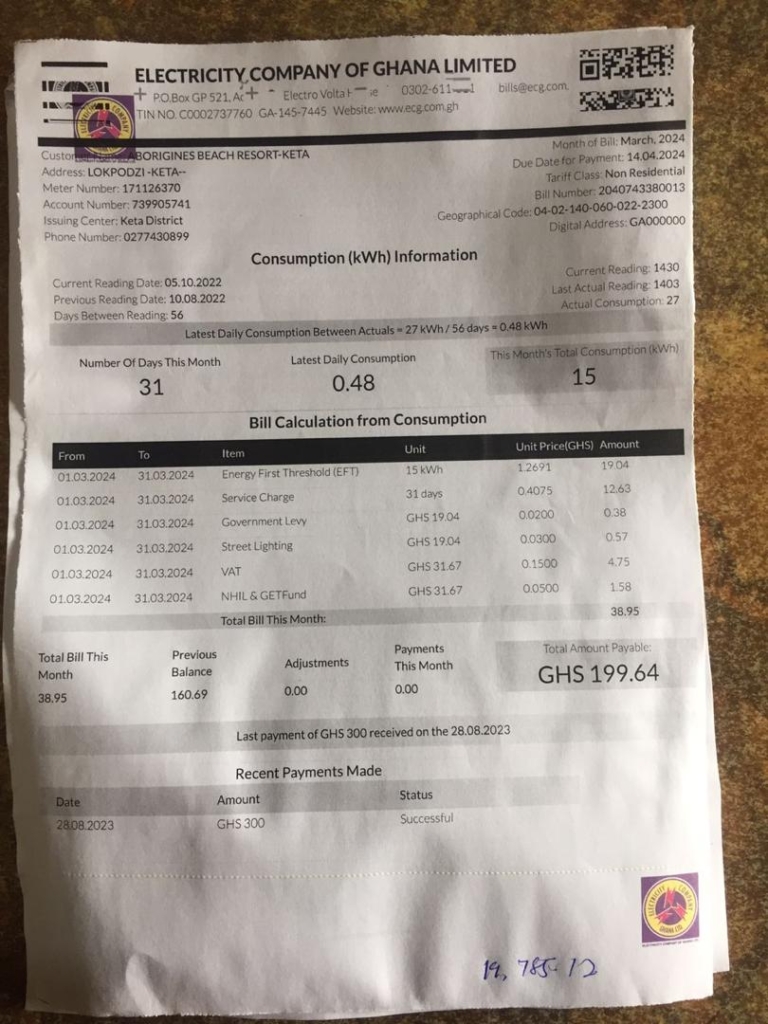 ELECTRICITY COMPANY OF GHANA LIMITED
P.O.Box GP 521, Electro Volta 0302-611 bills@ecg.com.
TIN NO. C0002737760 GA-145-7445 Website: www.ecg.com.gh
ABORIGINES BEACH RESORT-KETA
Address: LOKPODZI -KETA--
Meter Number: 171126370
Account Number: 739905741
Issuing Center: Keta District
Phone Number: 0277430899
Month of Bill: March, 2024
Due Date for Payment: 14.04.2024
Tariff Class: Non Residential
Bill Number: 2040743380013
Geographical Code: 04-02-140-060-022-2300
Digital Address: GA000000
Consumption (kWh) Information
Current Reading Date: 05.10.2022
Previous Reading Date: 10.08.2022
Days Between Reading: 56
Current Reading: 1430
Last Actual Reading: 1403
Actual Consumption: 27
Latest Daily Consumption Between Actuals = 27 kWh / 56 days = 0.48 kWh
Number Of Days This Month Latest Daily Consumption This Month's Total Consumption (kWh)
31 0.48 15
Bill Calculation from Consumption
From To Item Unit Unit Price(GHS) Amount
01.03.2024 31.03.2024 Energy First Threshold (EFT) 15 kWh 1.2691 19.04
01.03.2024 31.03.2024 Service Charge 31 days 0.4075 12.63
01.03.2024 31.03.2024 Government Levy GHS 19.04 0.0200 0.38
01.03.2024 31.03.2024 Street Lighting GHS 19.04 0.0300 0.57
01.03.2024 31.03.2024 VAT GHS 31.67 0.1500 4.75
01.03.2024 31.03.2024 NHIL & GETFund GHS 31.67 0.0500 1.58
Total Bill This Month: 38.95
Total Bill This Month
38.95
Previous Balance
160.69
Adjustments
0.00
Payments This Month
0.00
Total Amount Payable:
GHS 199.64
Last payment of GHS 300 received on the 28.08.2023
Recent Payments Made
Date Amount Status
28.08.2023 GHS 300 Successful
ELECTRICITY COMPANY
GHANA LTD
19, 785-12